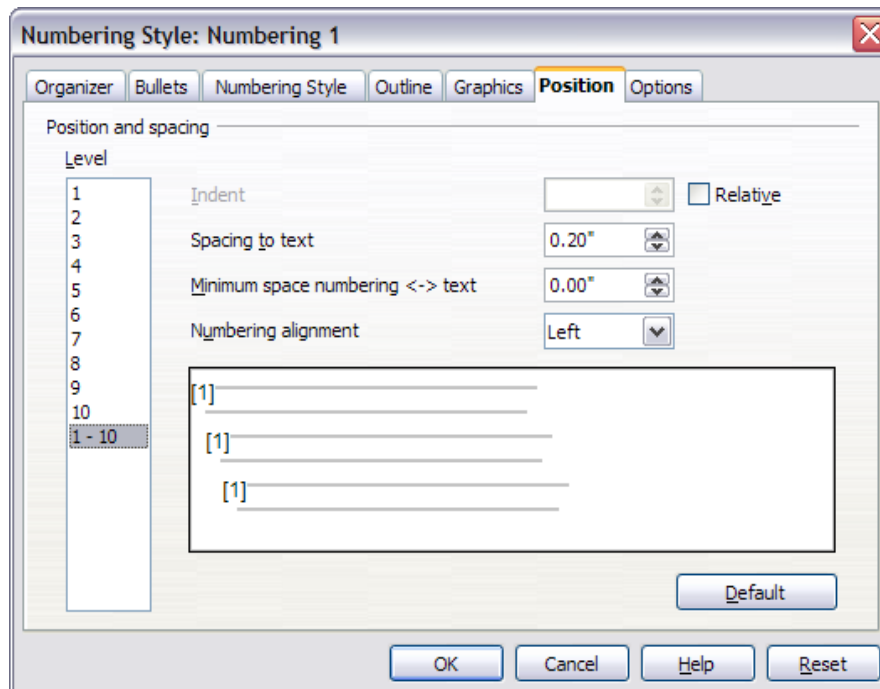 Numbering Style: Numbering 1
Organizer Bullets Numbering Style Outline Graphics Position Options
Position and spacing
Level
1
2
3
4
5
6
7
8
9
10
1 - 10
Indent Relative
Spacing to text 0.20"
Minimum space numbering <-> text 0.00"
Numbering alignment Left
[1]
[1]
[1]
Default
OK Cancel Help Reset